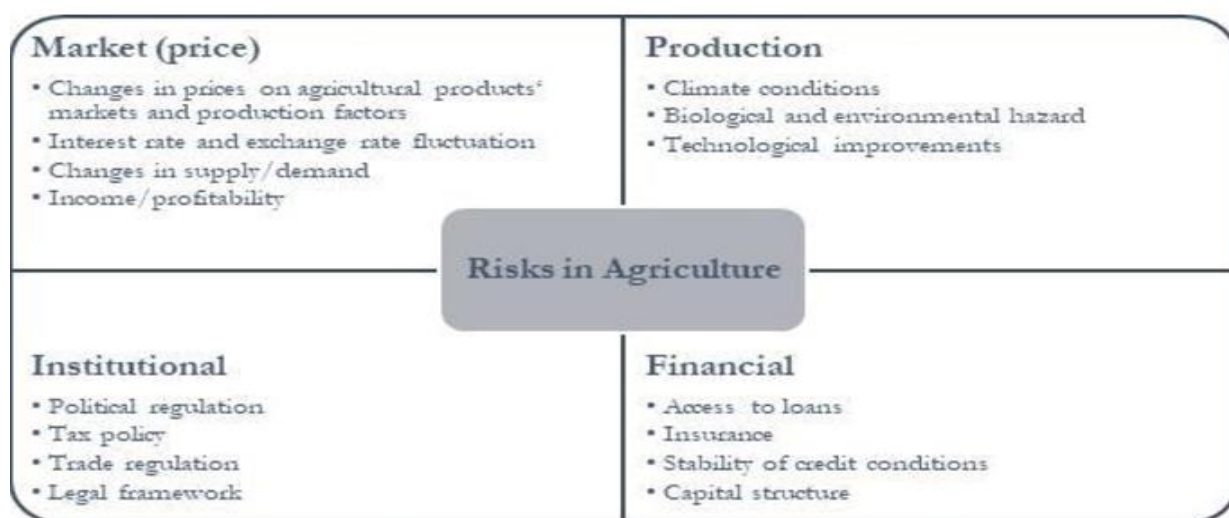 Market (price)
• Changes in prices on agricultural products'
markets and production factors
• Interest rate and exchange rate fluctuation
• Changes in supply/demand
• Income/profitability
Production
• Climate conditions
• Biological and environmental hazard
• Technological improvements
Risks in Agriculture
Institutional
• Political regulation
• Tax policy
• Trade regulation
• Legal framework
Financial
• Access to loans
• Insurance
• Stability of credit conditions
• Capital structure